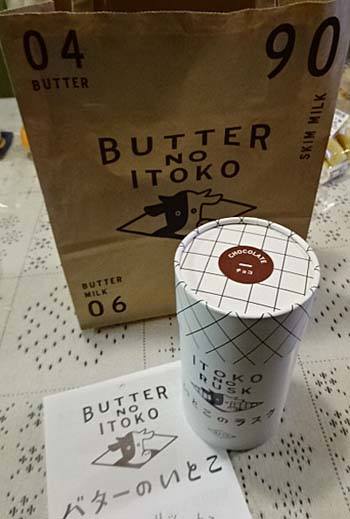 04
BUTTER
90
SKIM MILK
BUTTER
NO
ITOKO
BUTTER
MILK
06
CHOCOLATE
チョコ
ITOKO
NO
RUSK
いとこのラスク
BUTTER
NO
ITOKO
バターのいとこ